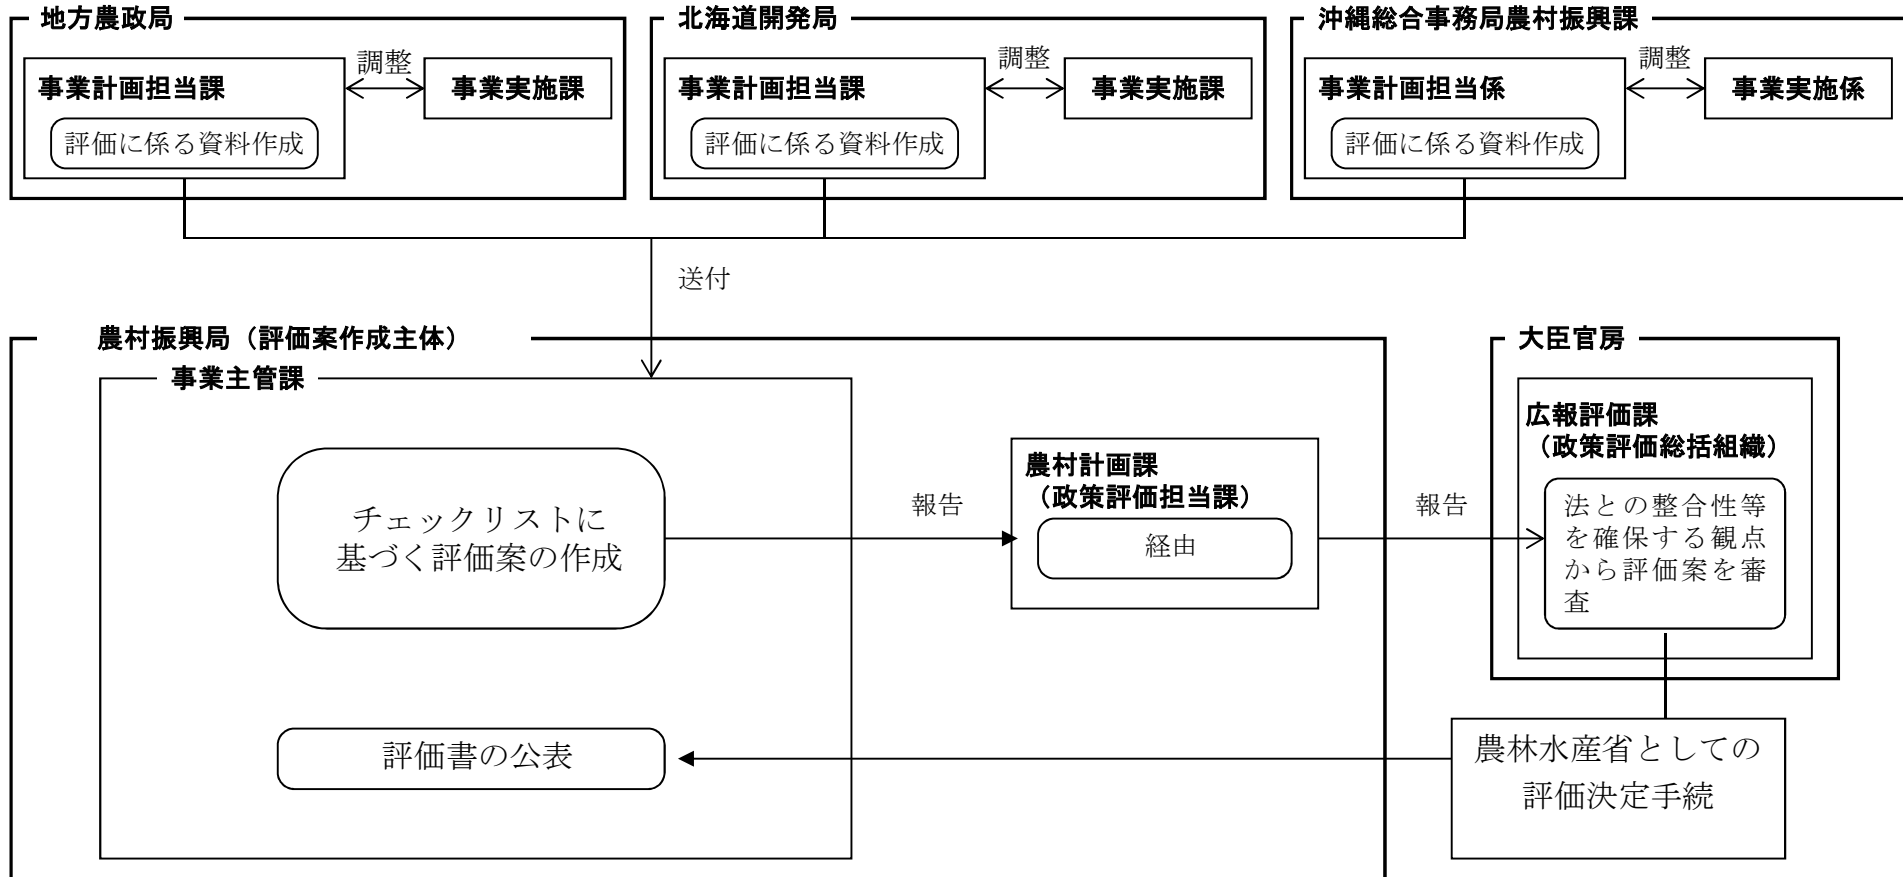 地方農政局
事業計画担当課
調整
事業実施課
評価に係る資料作成
北海道開発局
事業計画担当課
調整
事業実施課
評価に係る資料作成
沖縄総合事務局農村振興課
事業計画担当係
調整
事業実施係
評価に係る資料作成
送付
農村振興局（評価案作成主体）
事業主管課
チェックリストに
基づく評価案の作成
報告
農村計画課
（政策評価担当課）
経由
報告
大臣官房
広報評価課
（政策評価総括組織）
法との整合性等
を確保する観点
から評価案を審
査
評価書の公表
農林水産省としての
評価決定手続